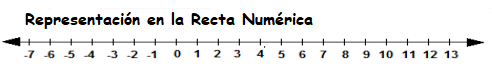 Representación en la Recta Numérica
-7 -6 -5 -4 -3 -2 -1 0 1 2 3 4 5 6 7 8 9 10 11 12 13